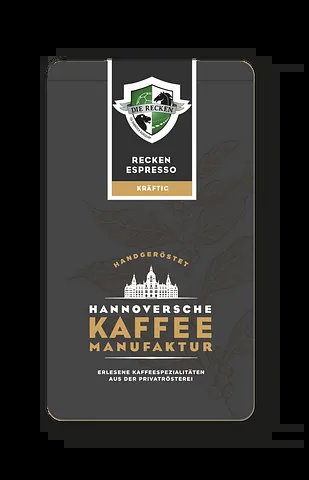 DIE RECKEN
RECKEN
ESPRESSO
KRÄFTIG
HANDGERÖSTET
HANNOVERSCHE
KAFFEE
MANUFAKTUR
ERLESENE KAFFEESPEZIALITÄTEN
AUS DER PRIVATRÖSTEREI